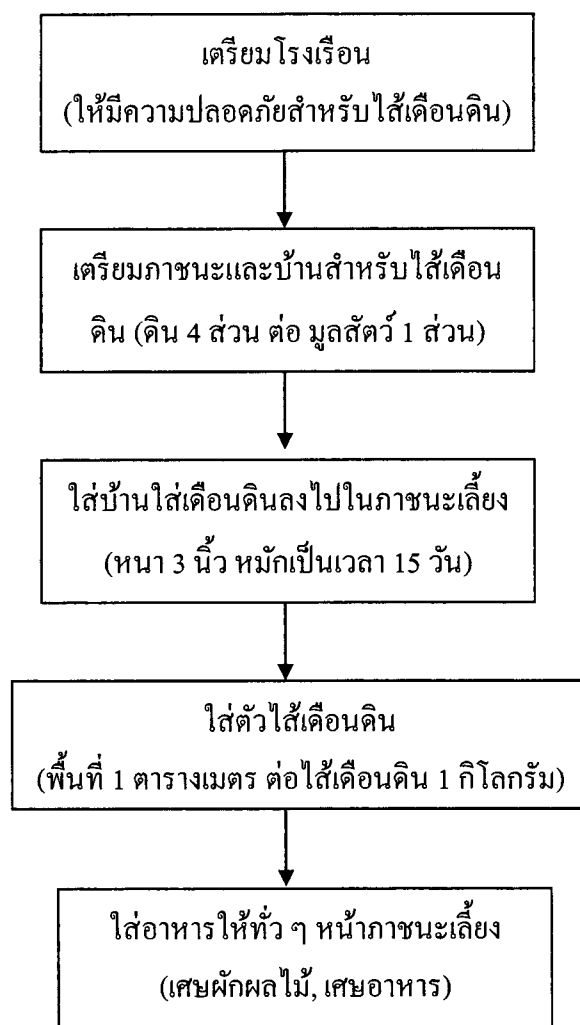 เตรียมโรงเรือน
(ให้มีความปลอดภัยสำหรับไส้เดือนดิน)
เตรียมภาชนะและบ้านสำหรับไส้เดือน
ดิน (ดิน 4 ส่วน ต่อ มูลสัตว์ 1 ส่วน)
ใส่บ้านใส่เดือนดินลงไปในภาชนะเลี้ยง
(หนา 3 นิ้ว หมักเป็นเวลา 15 วัน)
ใส่ตัวไส้เดือนดิน
(พื้นที่ 1 ตารางเมตร ต่อไส้เดือนดิน 1 กิโลกรัม)
ใส่อาหารให้ทั่ว ๆ หน้าภาชนะเลี้ยง
(เศษผักผลไม้, เศษอาหาร)